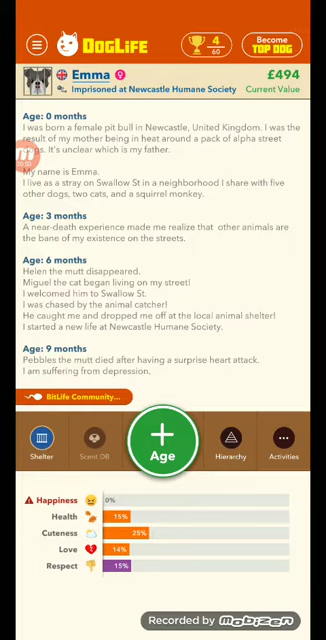 DOGLIFE
4
60
Become
TOP DOG
Emma
£494
Imprisoned at Newcastle Humane Society
Current Value
Age: 0 months
I was born a female pit bull in Newcastle, United Kingdom. I was the
result of my mother being in heat around a pack of alpha street
dogs. It's unclear which is my father.
My name is Emma.
I live as a stray on Swallow St in a neighborhood I share with five
other dogs, two cats, and a squirrel monkey.
Age: 3 months
A near-death experience made me realize that other animals are
the bane of my existence on the streets.
Age: 6 months
Helen the mutt disappeared.
Miguel the cat began living on my street!
I welcomed him to Swallow St.
I was chased by the animal catcher!
He caught me and dropped me off at the local animal shelter!
I started a new life at Newcastle Humane Society.
Age: 9 months
Pebbles the mutt died after having a surprise heart attack.
I am suffering from depression.
BitLife Community...
Shelter
Scent DB
Age
Hierarchy
Activities
Happiness 0%
Health 15%
Cuteness 25%
Love 14%
Respect 15%
Recorded by mobizen